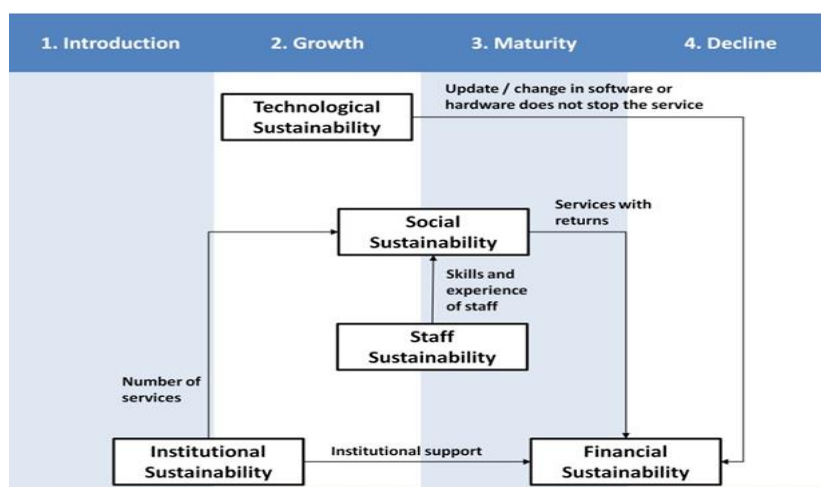 1. Introduction
2. Growth
3. Maturity
4. Decline
Technological
Sustainability
Update / change in software or
hardware does not stop the service
Social
Sustainability
Services with
returns
Skills and
experience
of staff
Staff
Sustainability
Number of
services
Institutional
Sustainability
Institutional support
Financial
Sustainability